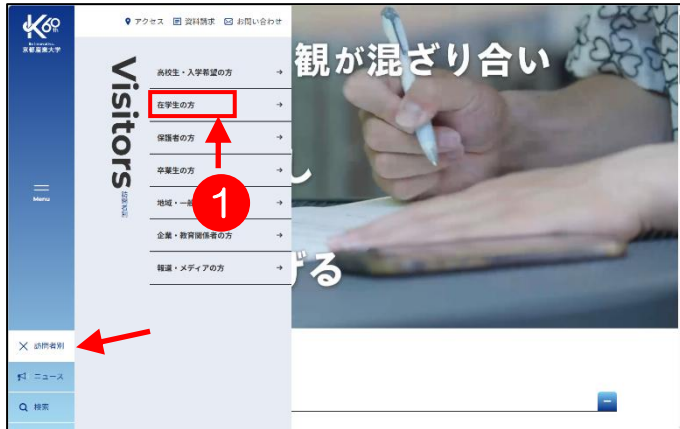 60th
京都産業大学
Menu
訪問者別
ニュース
検索
アクセス 資料請求 お問い合わせ
Visitors
訪問者別
高校生・入学希望の方 →
在学生の方 →
保護者の方 →
卒業生の方 →
地域・一般 →
企業・教育関係者の方 →
報道・メディアの方 →
1
観が混ざり合い
し
げる